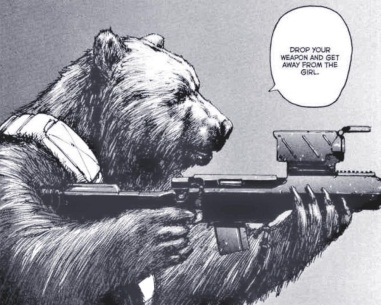 DROP YOUR
WEAPON AND GET
AWAY FROM THE
GIRL.